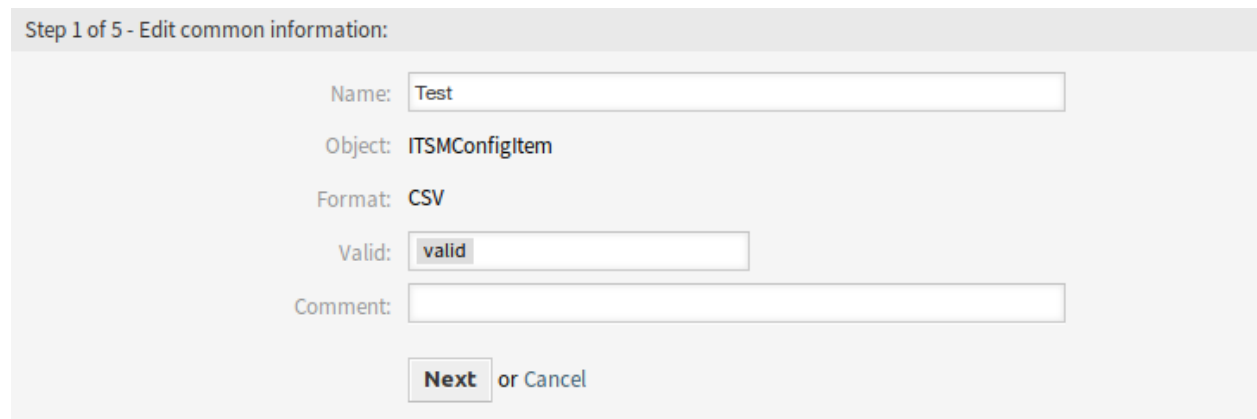 Step 1 of 5 - Edit common information:
Name: Test
Object: ITSMConfigItem
Format: CSV
Valid: valid
Comment:
Next or Cancel